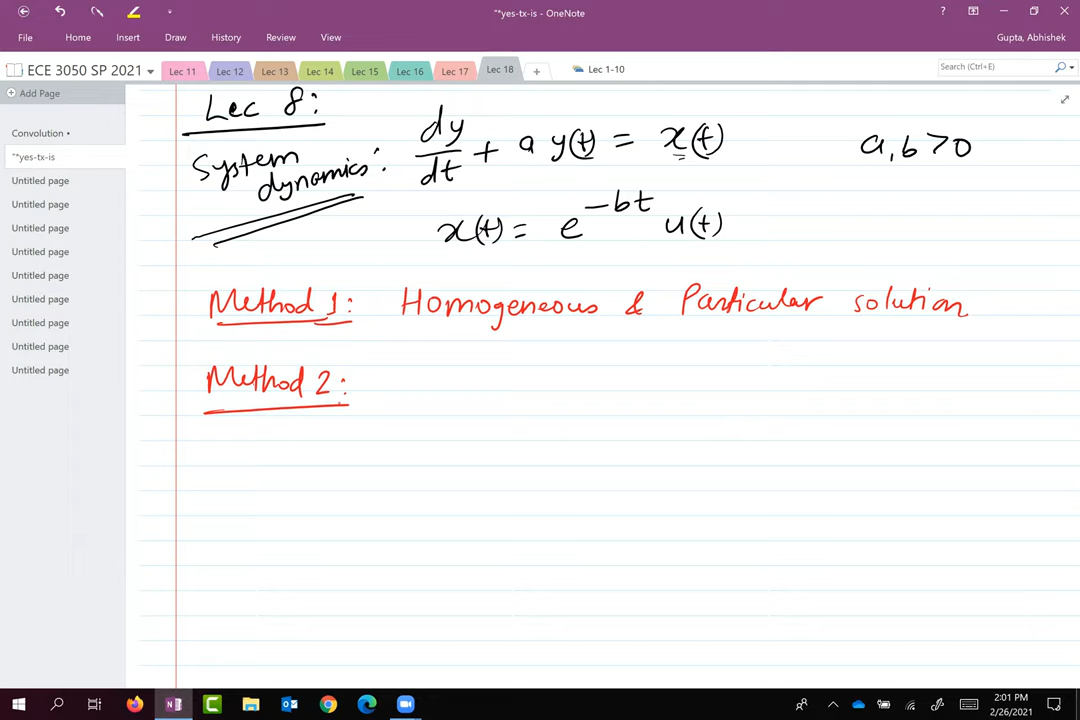 "*yes-tx-is - OneNote
?
File Home Insert Draw History Review View Gupta, Abhishek
ECE 3050 SP 2021 Lec 11 Lec 12 Lec 13 Lec 14 Lec 15 Lec 16 Lec 17 Lec 18 + Lec 1-10 Search (Ctrl+E)
Add Page
Convolution
"*yes-tx-is
Untitled page
Untitled page
Untitled page
Untitled page
Untitled page
Untitled page
Untitled page
Untitled page
Untitled page
Lec 8:
System dynamics: dy/dt + a y(t) = x(t) a, b > 0
x(t) = e^{-bt} u(t)
Method 1: Homogeneous & Particular solution
Method 2:
2:01 PM
2/26/2021